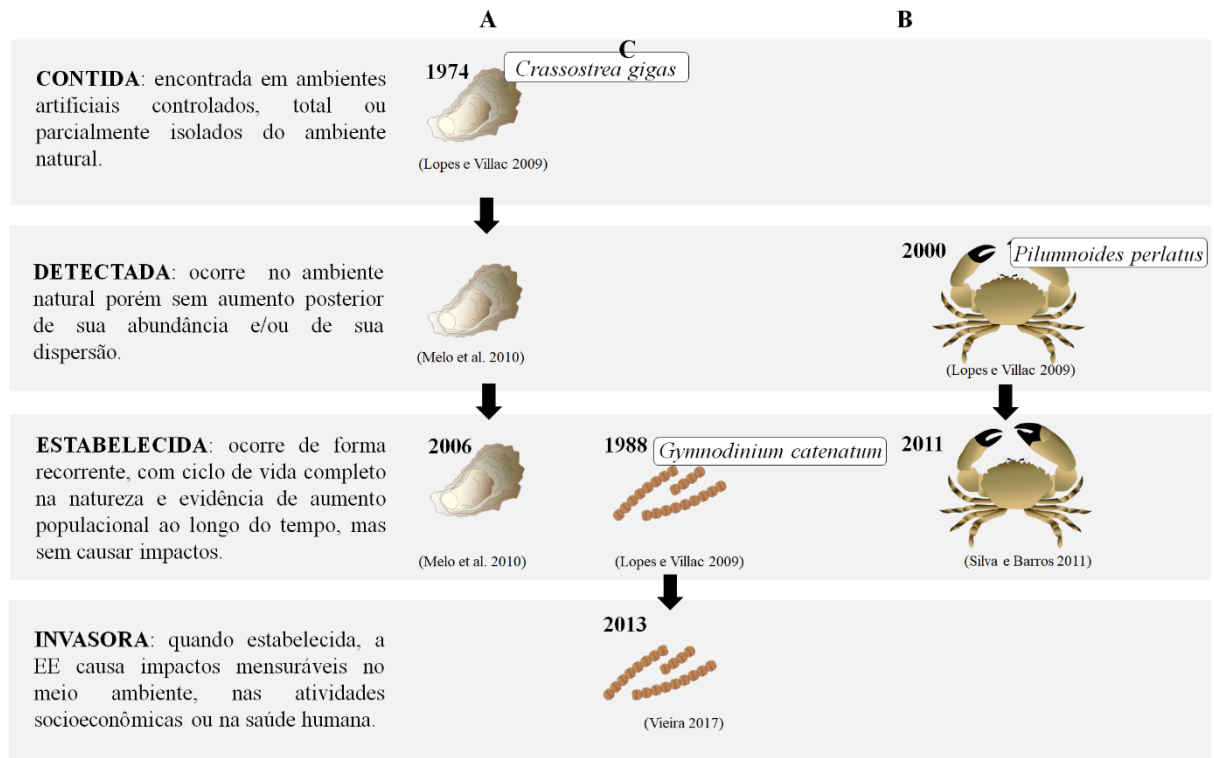 A
B
C
CONTIDA: encontrada em ambientes
artificiais controlados, total ou
parcialmente isolados do ambiente
natural.
1974
Crassostrea gigas
(Lopes e Villac 2009)
DETECTADA: ocorre no ambiente
natural porém sem aumento posterior
de sua abundância e/ou de sua
dispersão.
(Melo et al. 2010)
2000
Pilumnoides perlatus
(Lopes e Villac 2009)
ESTABELECIDA: ocorre de forma
recorrente, com ciclo de vida completo
na natureza e evidência de aumento
populacional ao longo do tempo, mas
sem causar impactos.
2006
(Melo et al. 2010)
1988
Gymnodinium catenatum
(Lopes e Villac 2009)
2011
(Silva e Barros 2011)
INVASORA: quando estabelecida, a
EE causa impactos mensuráveis no
meio ambiente, nas atividades
socioeconômicas ou na saúde humana.
2013
(Vieira 2017)